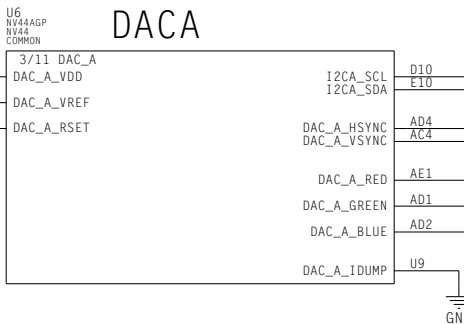 U6
NV44AGP
NV44
COMMON
DACA
3/11 DAC_A
DAC_A_VDD
DAC_A_VREF
DAC_A_RSET
I2CA_SCL D10
I2CA_SDA E10
DAC_A_HSYNC AD4
DAC_A_VSYNC AC4
DAC_A_RED AE1
DAC_A_GREEN AD1
DAC_A_BLUE AD2
DAC_A_IDUMP U9
GN